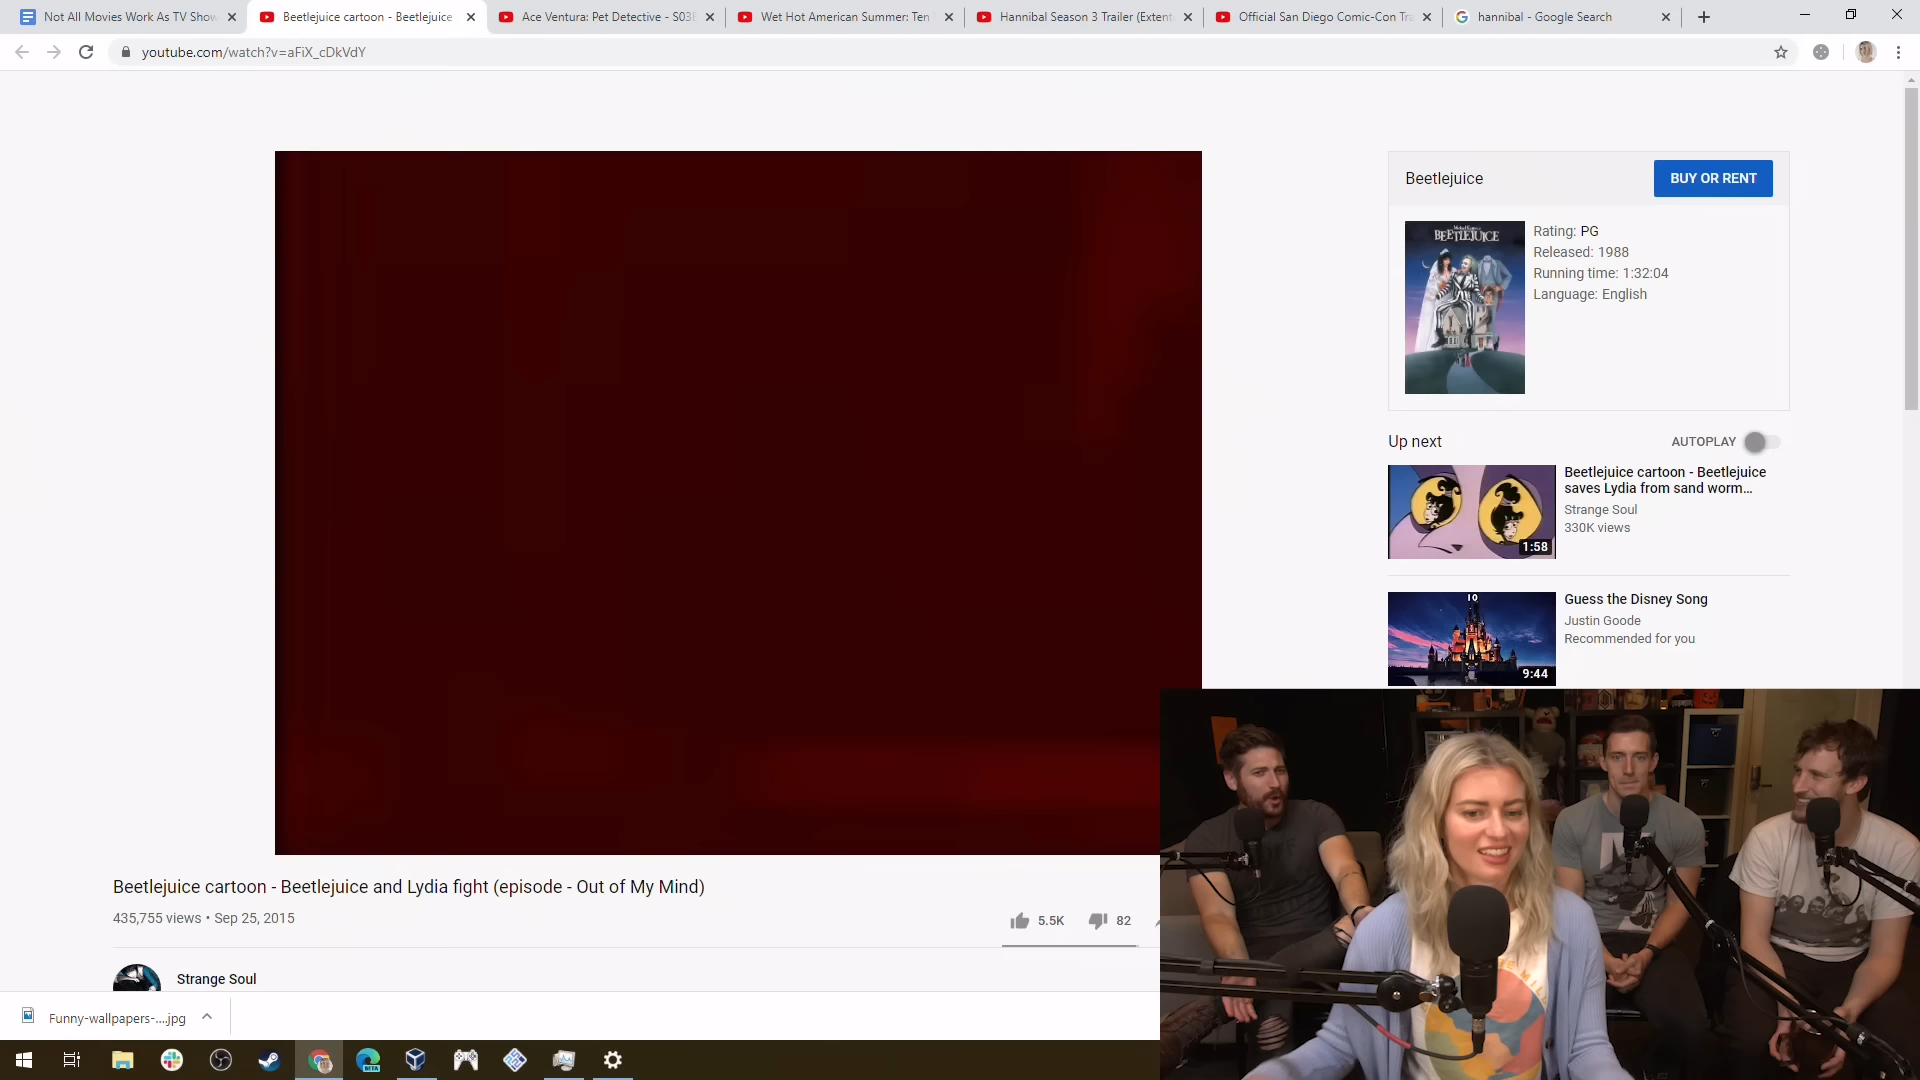 Not All Movies Work As TV Show
Beetlejuice cartoon - Beetlejuice
Ace Ventura: Pet Detective - S03E
Wet Hot American Summer: Ten
Hannibal Season 3 Trailer (Extent
Official San Diego Comic-Con Tra
hannibal - Google Search
youtube.com/watch?v=aFiX_cDkVdY
Beetlejuice
BUY OR RENT
BEETLEJUICE
Rating: PG
Released: 1988
Running time: 1:32:04
Language: English
Up next
AUTOPLAY
Beetlejuice cartoon - Beetlejuice
saves Lydia from sand worm...
Strange Soul
330K views
1:58
Guess the Disney Song
Justin Goode
Recommended for you
10
9:44
Beetlejuice cartoon - Beetlejuice and Lydia fight (episode - Out of My Mind)
435,755 views • Sep 25, 2015
5.5K
82
Strange Soul
Funny-wallpapers-....jpg
BETA